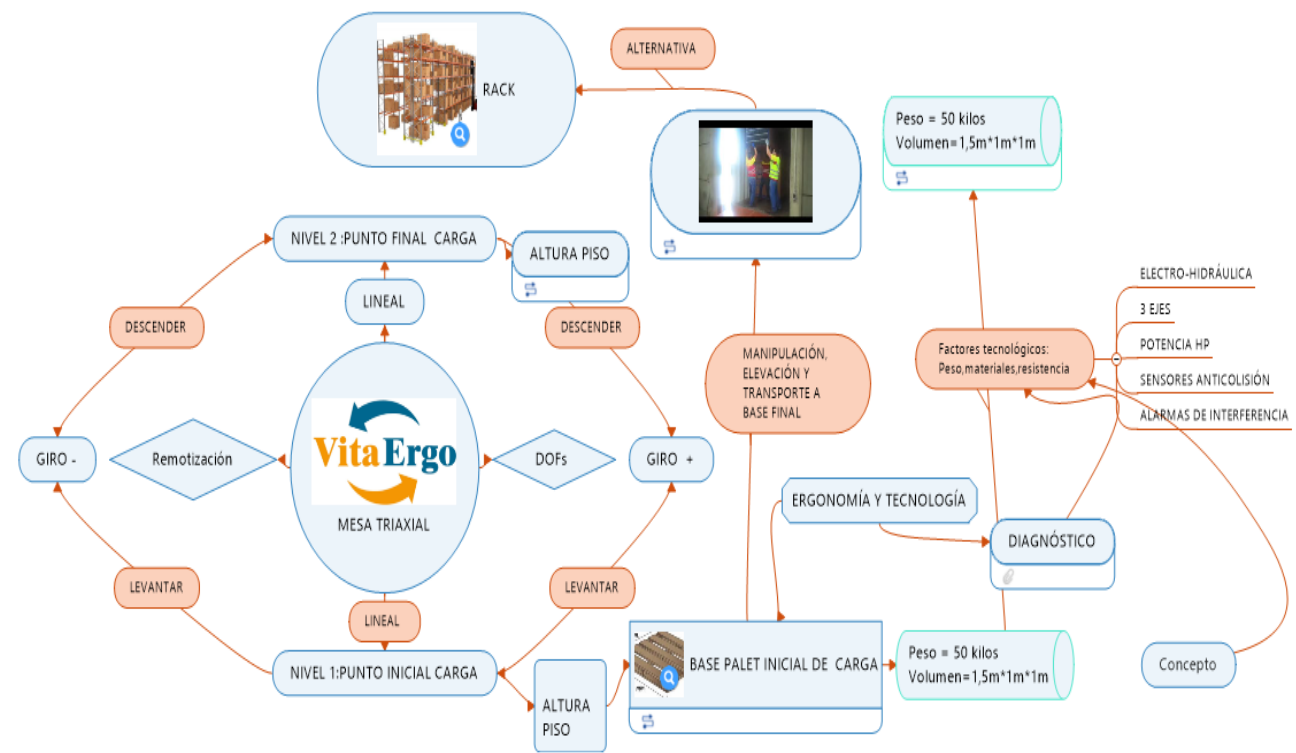 ALTERNATIVA
RACK
Peso = 50 kilos
Volumen=1,5m*1m*1m
NIVEL 2 :PUNTO FINAL CARGA
ALTURA PISO
LINEAL
DESCENDER
DESCENDER
MANIPULACIÓN,
ELEVACIÓN Y
TRANSPORTE A
BASE FINAL
Factores tecnológicos:
Peso,materiales,resistencia
ELECTRO-HIDRÁULICA
3 EJES
POTENCIA HP
SENSORES ANTICOLISIÓN
ALARMAS DE INTERFERENCIA
GIRO -
Remotización
Vita Ergo
MESA TRIAXIAL
DOFs
GIRO +
ERGONOMÍA Y TECNOLOGÍA
DIAGNÓSTICO
LEVANTAR
LINEAL
LEVANTAR
NIVEL 1:PUNTO INICIAL CARGA
ALTURA
PISO
BASE PALET INICIAL DE CARGA
Peso = 50 kilos
Volumen=1,5m*1m*1m
Concepto